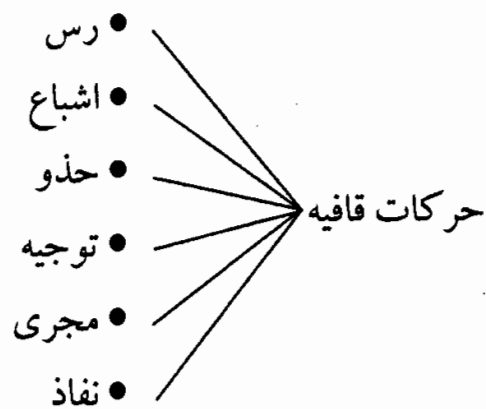 حرکات قافیه
● رس
● اشباع
● حذو
● توجیه
● مجری
● نفاذ